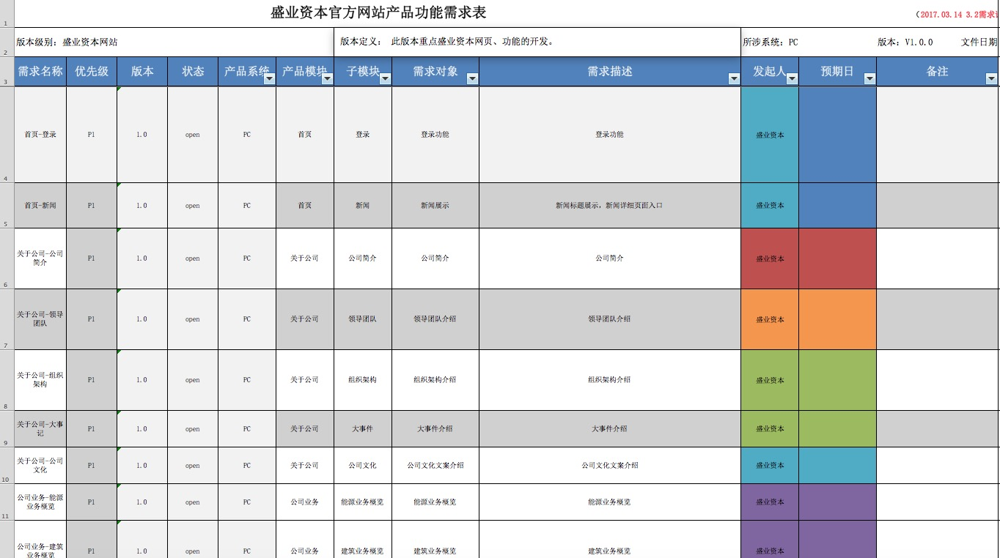 盛业资本官方网站产品功能需求表 （2017.03.14 3.2需求
版本级别：盛业资本网站 版本定义： 此版本重点盛业资本网页、功能的开发。 所涉系统：PC 版本：V1.0.0 文件日期
需求名称 优先级 版本 状态 产品系统 产品模块 子模块 需求对象 需求描述 发起人 预期日 备注
首页-登录 P1 1.0 open PC 首页 登录 登录功能 登录功能 盛业资本
首页-新闻 P1 1.0 open PC 首页 新闻 新闻展示 新闻标题展示，新闻详细页面入口 盛业资本
关于公司-公司
简介 P1 1.0 open PC 关于公司 公司简介 公司简介 公司简介 盛业资本
关于公司-领导
团队 P1 1.0 open PC 关于公司 领导团队 领导团队介绍 领导团队介绍 盛业资本
关于公司-组织
架构 P1 1.0 open PC 关于公司 组织架构 组织架构介绍 组织架构介绍 盛业资本
关于公司-大事
记 P1 1.0 open PC 关于公司 大事件 大事件介绍 大事件介绍 盛业资本
关于公司-公司
文化 P1 1.0 open PC 关于公司 公司文化 公司文化文案介绍 公司文化文案介绍 盛业资本
公司业务-能源
业务概览 P1 1.0 open PC 公司业务 能源业务概览 能源业务概览 能源业务概览 盛业资本
公司业务-建筑
业务概览 P1 1.0 open PC 公司业务 建筑业务概览 建筑业务概览 建筑业务概览 盛业资本
1
2
3
4
5
6
7
8
9
10
11